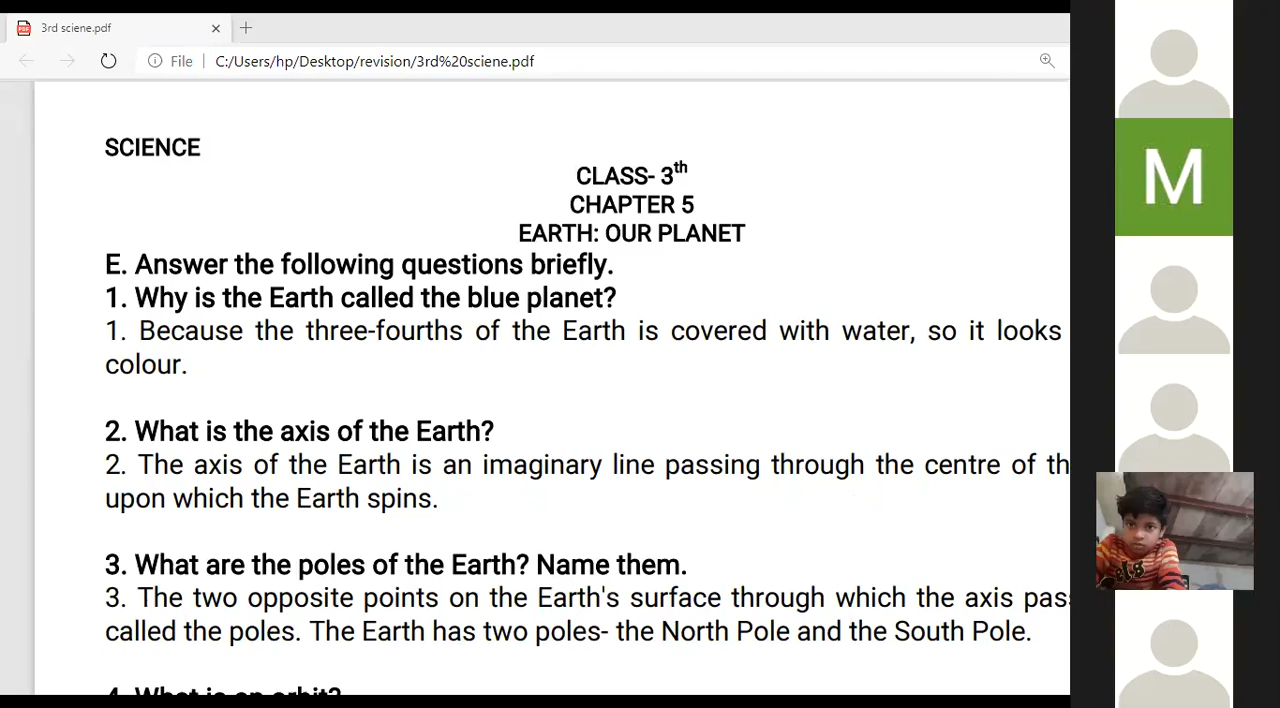 3rd sciene.pdf
File
C:/Users/hp/Desktop/revision/3rd%20sciene.pdf
SCIENCE
CLASS- 3th
CHAPTER 5
EARTH: OUR PLANET
E. Answer the following questions briefly.
1. Why is the Earth called the blue planet?
1. Because the three-fourths of the Earth is covered with water, so it looks
colour.
2. What is the axis of the Earth?
2. The axis of the Earth is an imaginary line passing through the centre of
upon which the Earth spins.
3. What are the poles of the Earth? Name them.
3. The two opposite points on the Earth's surface through which the axis
called the poles. The Earth has two poles- the North Pole and the South Pole.
4. What is an orbit?
M